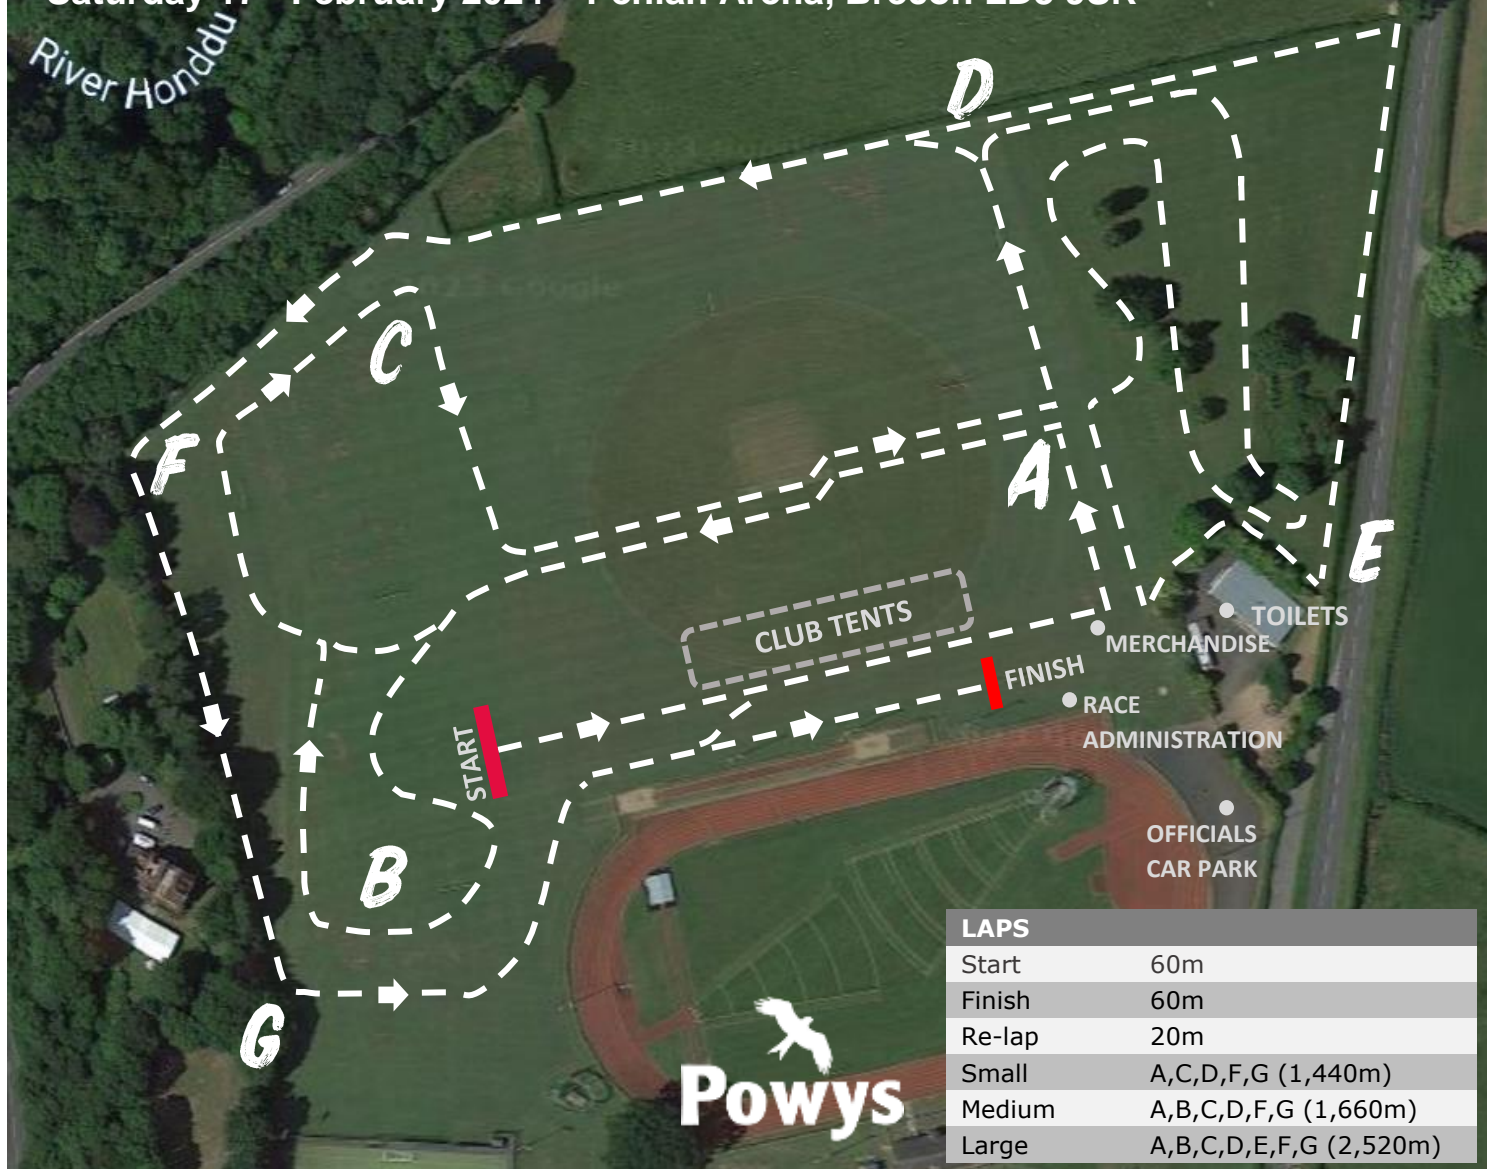 River Honddu
D
C
F
A
E
CLUB TENTS
TOILETS
MERCHANDISE
FINISH
RACE
ADMINISTRATION
START
OFFICIALS
CAR PARK
B
G
Powys
LAPS
Start 60m
Finish 60m
Re-lap 20m
Small A,C,D,F,G (1,440m)
Medium A,B,C,D,F,G (1,660m)
Large A,B,C,D,E,F,G (2,520m)